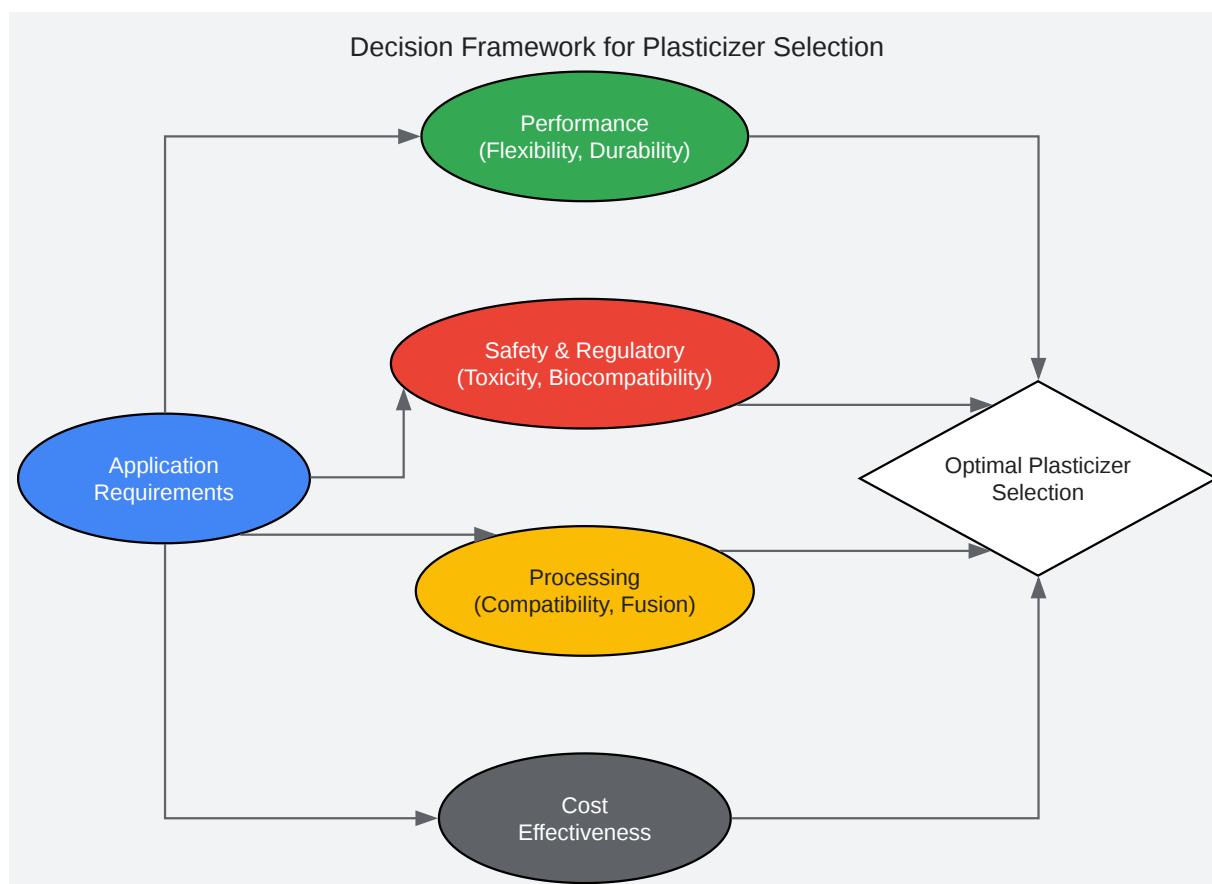 Decision Framework for Plasticizer Selection
Performance
(Flexibility, Durability)
Safety & Regulatory
(Toxicity, Biocompatibility)
Application
Requirements
Optimal Plasticizer
Selection
Processing
(Compatibility, Fusion)
Cost
Effectiveness